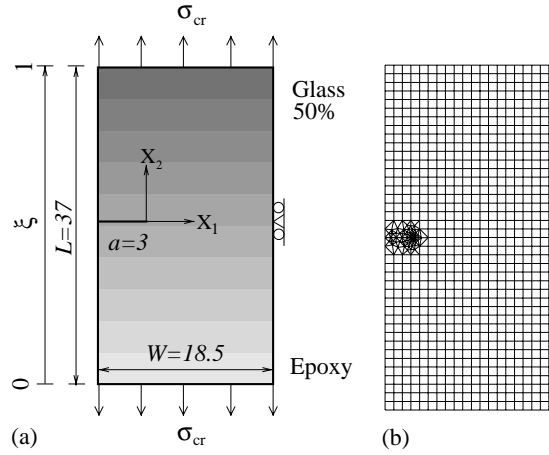 σcr
1
Glass
50%
X2
ξ
L=37
X1
a=3
W=18.5
0
Epoxy
(a)
σcr
(b)